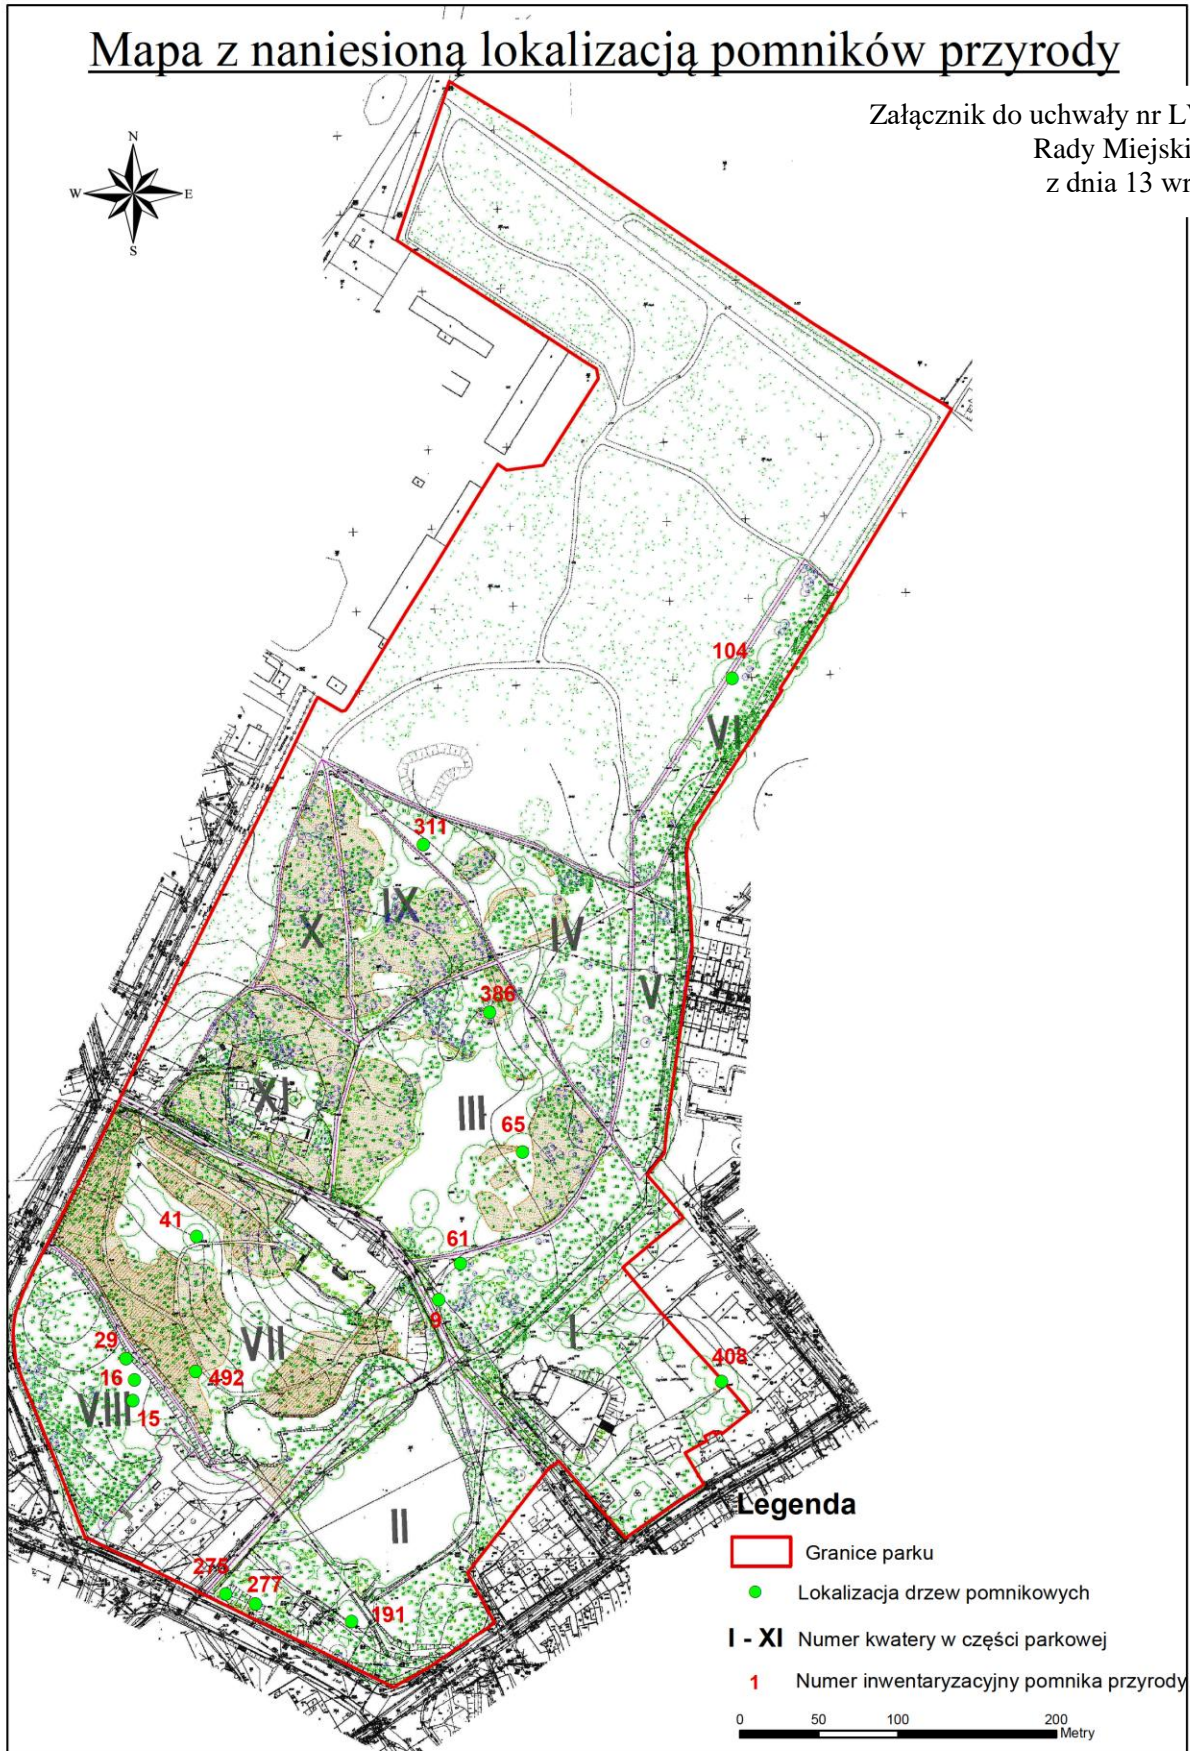 Mapa z naniesioną lokalizacją pomników przyrody
Załącznik do uchwały nr
Rady
z dnia 13
N
W E
S
104
VI
311
IX
X
IV
V
386
XI
III
65
41
61
9
I
VII
29
408
16
492
VIII
15
II
275
277
191
Legenda
Granice parku
Lokalizacja drzew pomnikowych
I - XI Numer kwatery w części parkowej
1 Numer inwentaryzacyjny pomnika przyrody
0 50 100 200
Metry